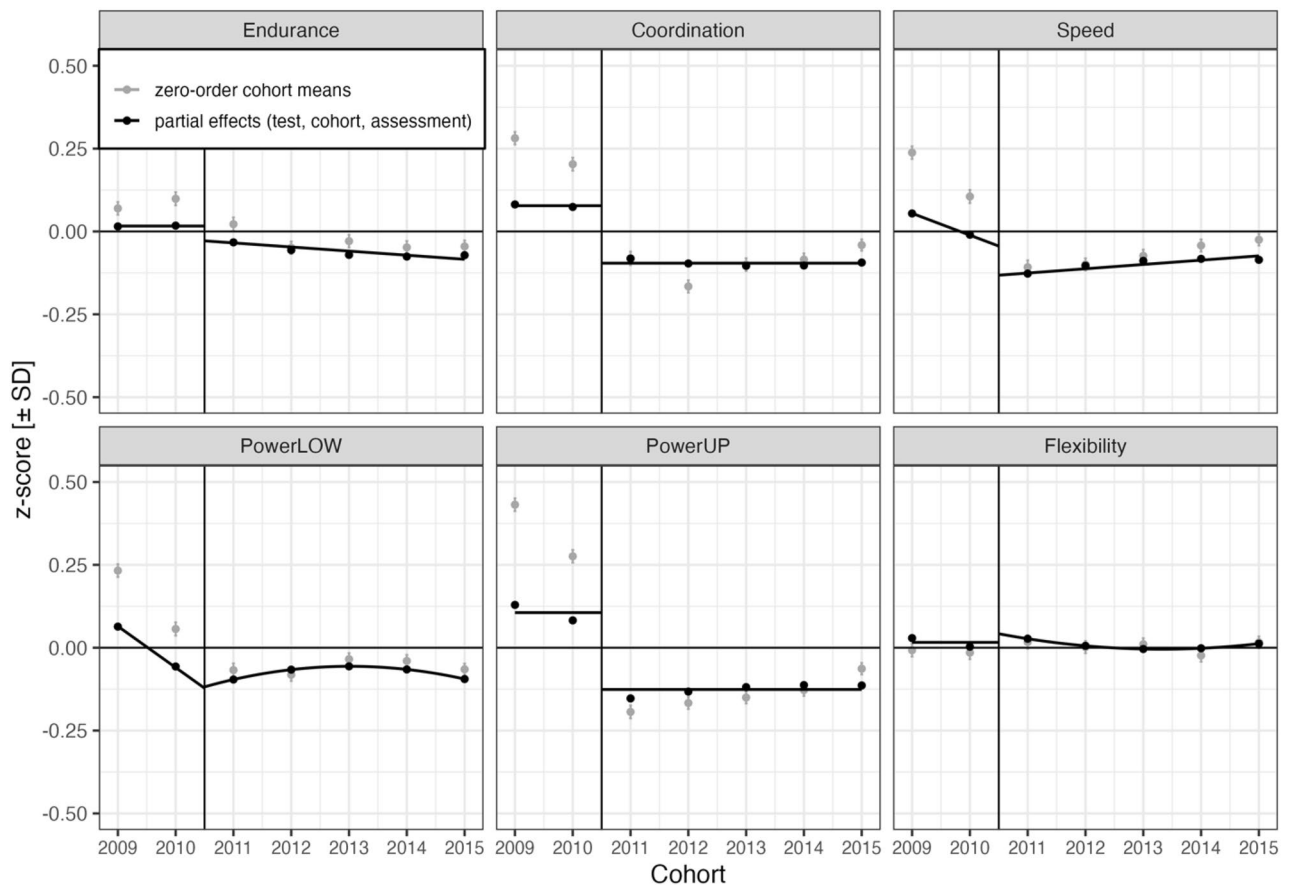 Endurance
Coordination
Speed
zero-order cohort means
partial effects (test, cohort, assessment)
0.50
0.25
0.00
-0.25
-0.50
z-score [± SD]
PowerLOW
PowerUP
Flexibility
0.50
0.25
0.00
-0.25
-0.50
2009 2010 2011 2012 2013 2014 2015
2009 2010 2011 2012 2013 2014 2015
2009 2010 2011 2012 2013 2014 2015
Cohort